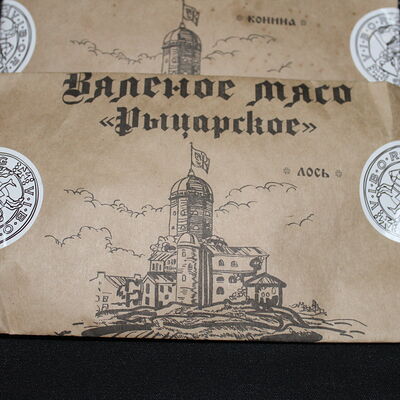 конина
Вяленое мясо
«Рыцарское»
лось